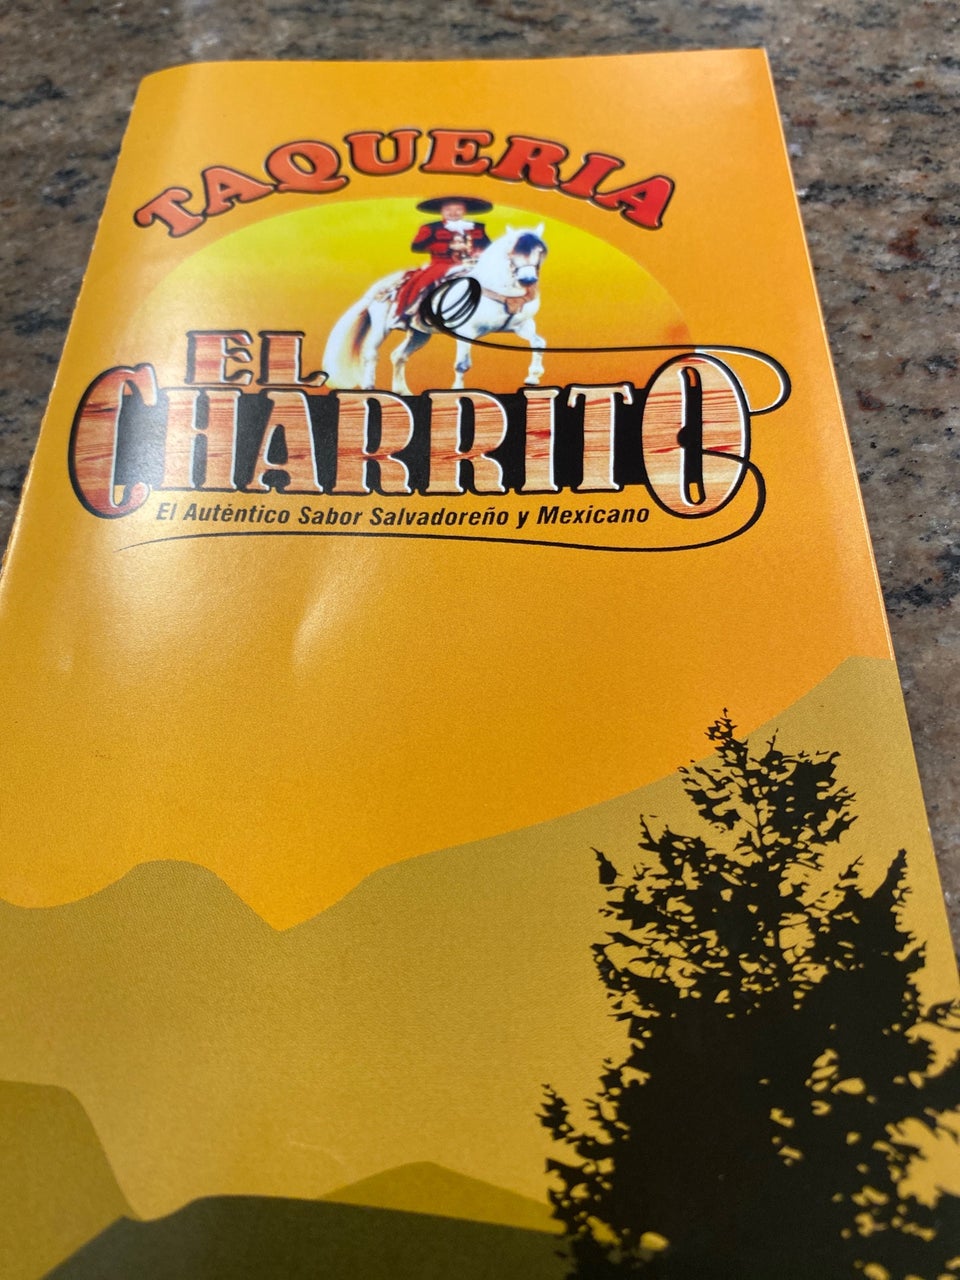 TAQUERIA
EL
CHARRITO
El Auténtico Sabor Salvadoreño y Mexicano